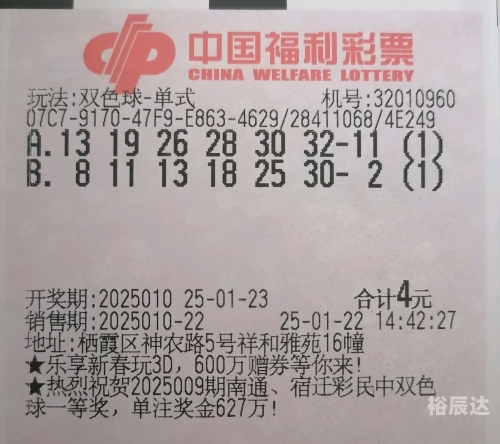 中国福利彩票
CHINA WELFARE LOTTERY
玩法:双色球-单式 机号:32010960
07C7-9170-47F9-E863-4629/28411068/4E249
A.13 19 26 28 30 32-11 (1)
B. 8 11 13 18 25 30- 2 (1)
开奖期:2025010 25-01-23 合计4元
销售期:2025010-22 25-01-22 14:42:27
地址:栖霞区神农路5号祥和雅苑16幢
★乐享新春玩3D,600万赠券等你来!
★热烈祝贺2025009期南通、宿迁彩民中双色
球一等奖,单注奖金627万!
裕辰达